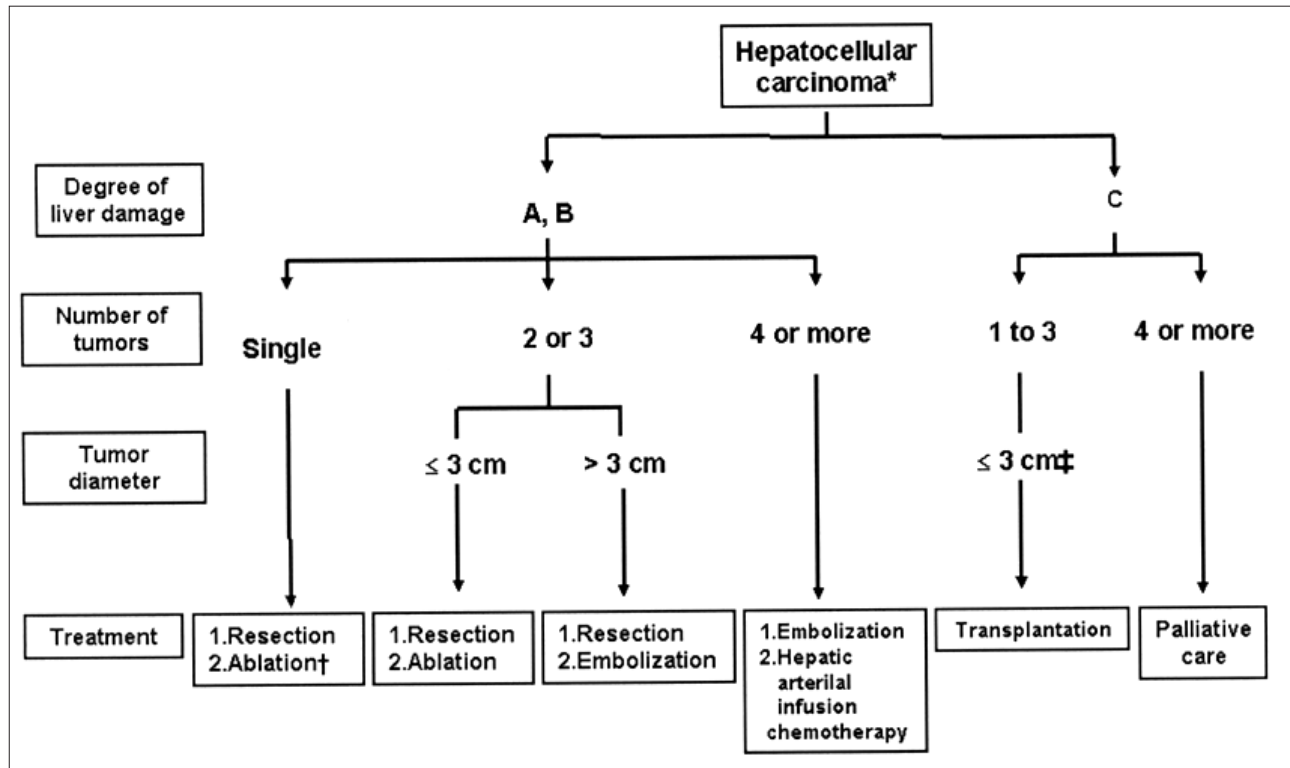 Hepatocellular
carcinoma*
Degree of
liver damage
A, B
C
Number of
tumors
Single
2 or 3
4 or more
1 to 3
4 or more
Tumor
diameter
≤ 3 cm
> 3 cm
≤ 3 cm‡
Treatment
1.Resection
2.Ablation†
1.Resection
2.Ablation
1.Resection
2.Embolization
1.Embolization
2.Hepatic
arterilal
infusion
chemotherapy
Transplantation
Palliative
care